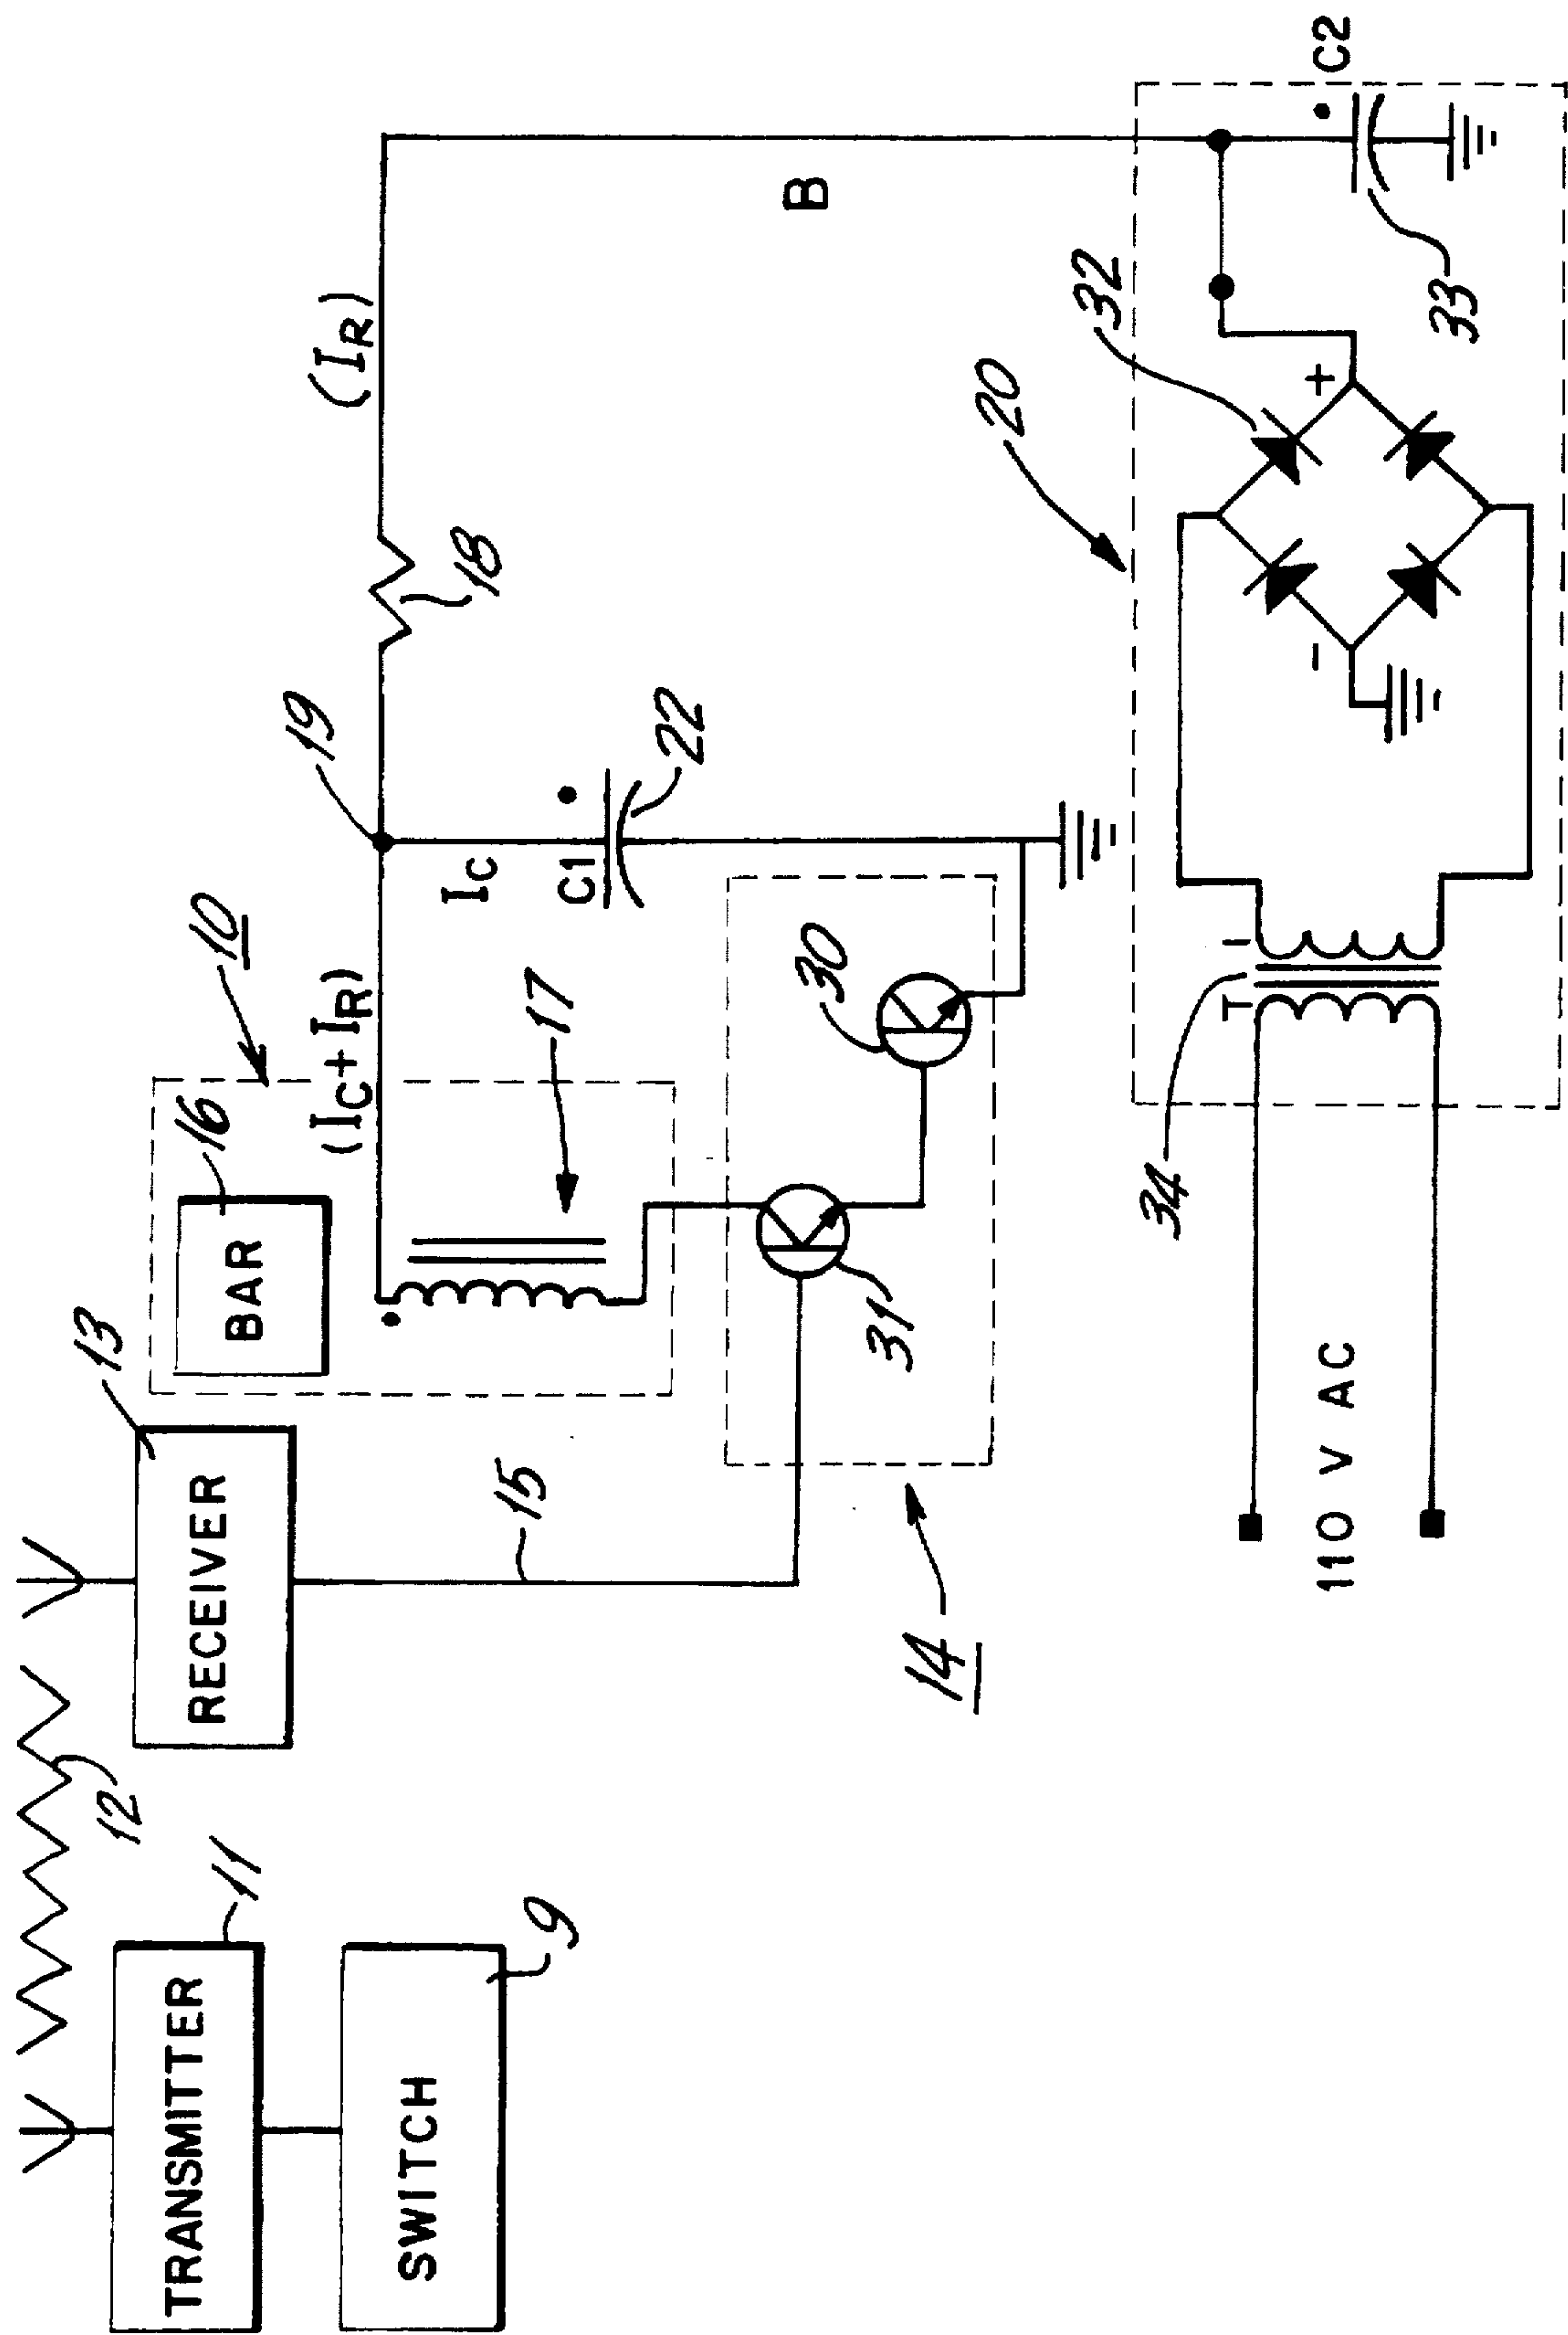 TRANSMITTER
11
SWITCH
9
12
RECEIVER
13
15
14
BAR
16
10
17
(IC+IR)
19
IC
C1
22
18
(IR)
B
31
30
110 V AC
34
T 1
20
-
+
32
33
C2